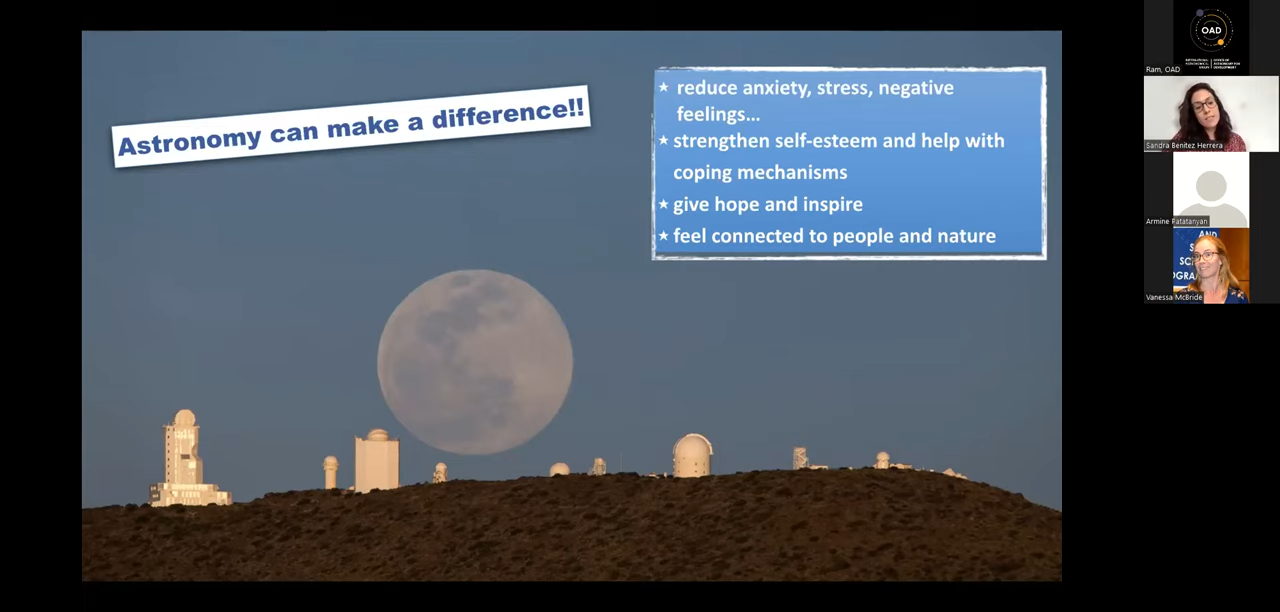 Astronomy can make a difference!!
reduce anxiety, stress, negative
feelings...
strengthen self-esteem and help with
coping mechanisms
give hope and inspire
feel connected to people and nature
OAD
Ram, OAD
Sandra Benitez Herrera
Armine Patatanyan
AND
Vanessa McBride